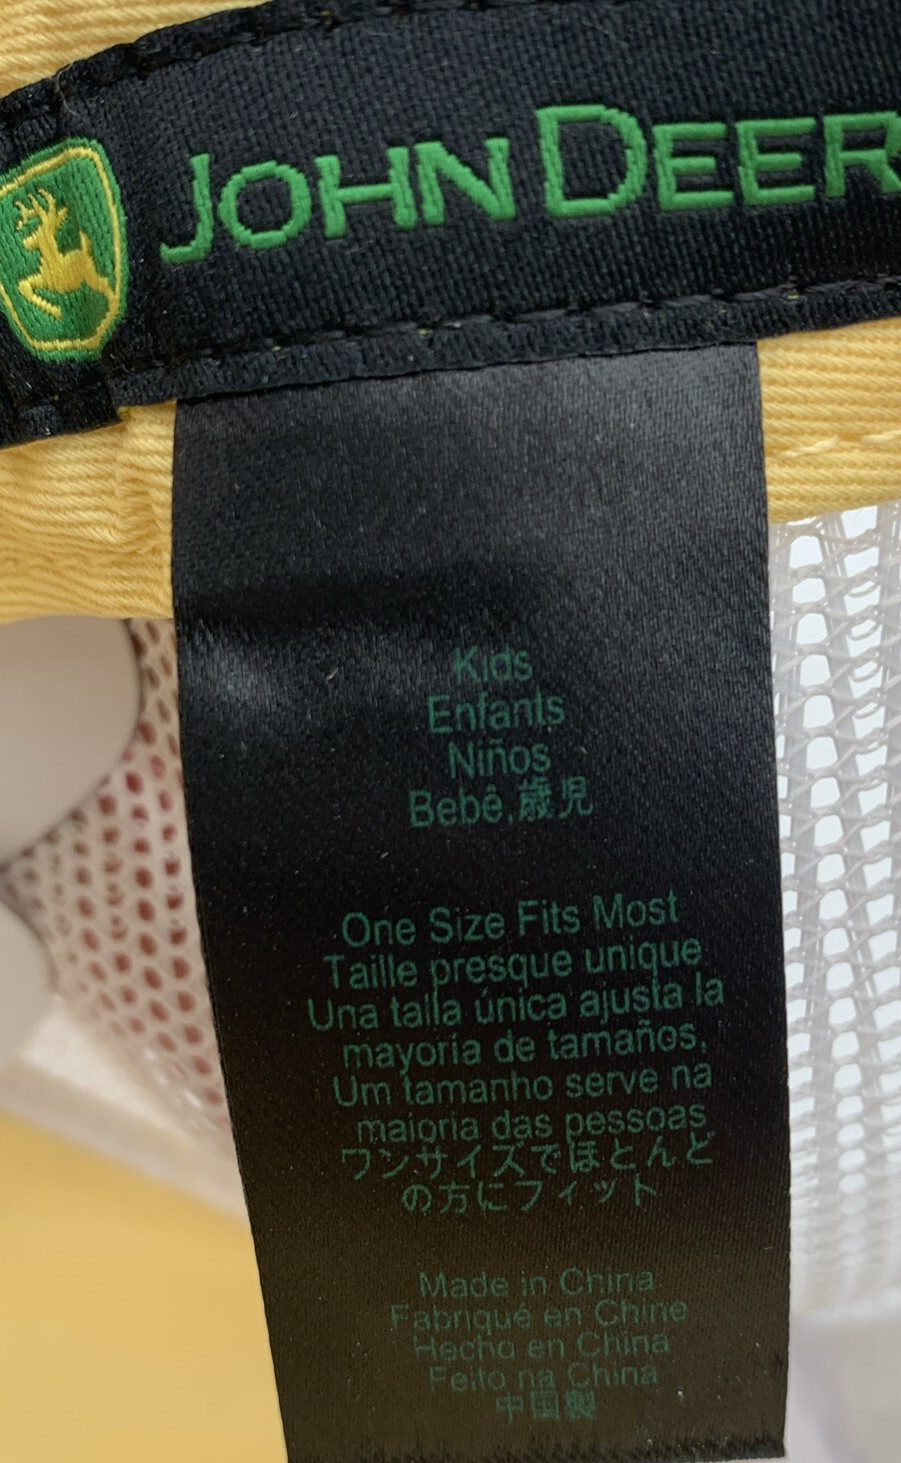 JOHN DEER
Kids
Enfants
Niños
Bebê,歳児
One Size Fits Most
Taille presque unique
Una talla única ajusta la
mayoria de tamaños.
Um tamanho serve na
maioria das pessoas
ワンサイズでほとんど
の方にフィット
Made in China
Fabriqué en Chine
Hecho en China
Feito na China
中国製